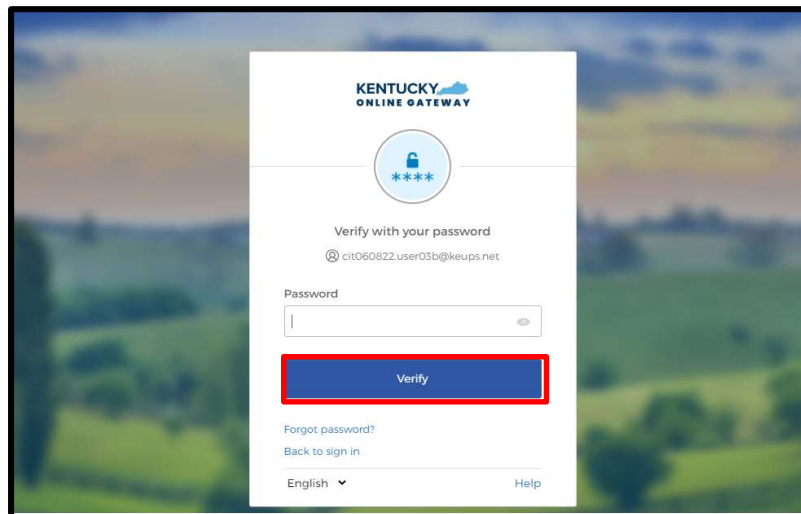 KENTUCKY
ONLINE GATEWAY
****
Verify with your password
cit060822.user03b@keups.net
Password
Verify
Forgot password?
Back to sign in
English
Help